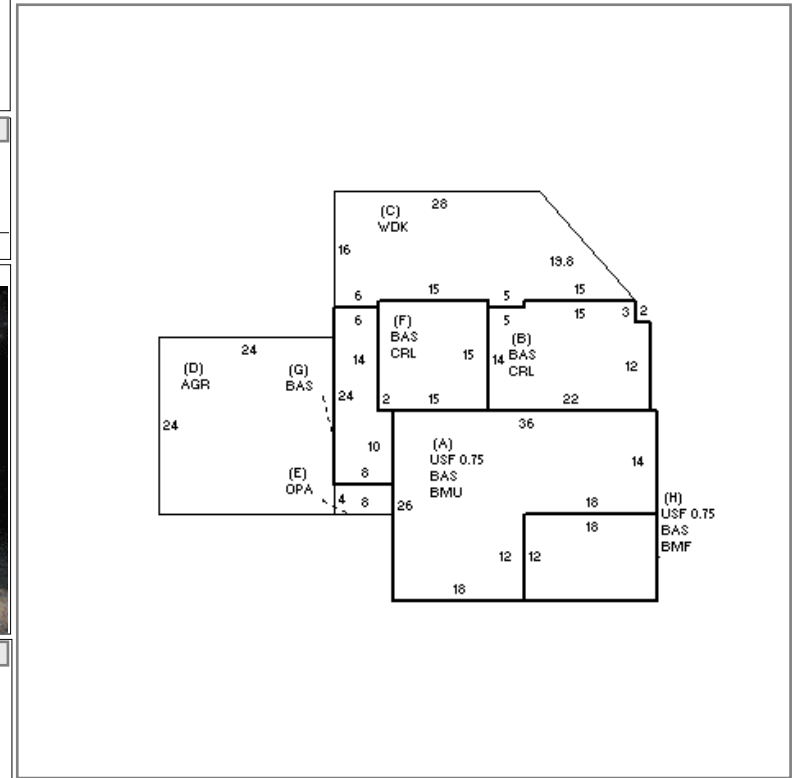 28
(C)
WDK
16
19.8
6 15 5 15
6 5 15 3 2
(F)
BAS
CRL
(B)
BAS
CRL
24
14 15 14 12
(D)
AGR
(G)
BAS
24 2 15 22
24
36
10
(A)
USF 0.75
BAS
BMU
14
8
(E)
OPA
4 8
26
18
(H)
USF 0.75
BAS
BMF
18
12 12
18